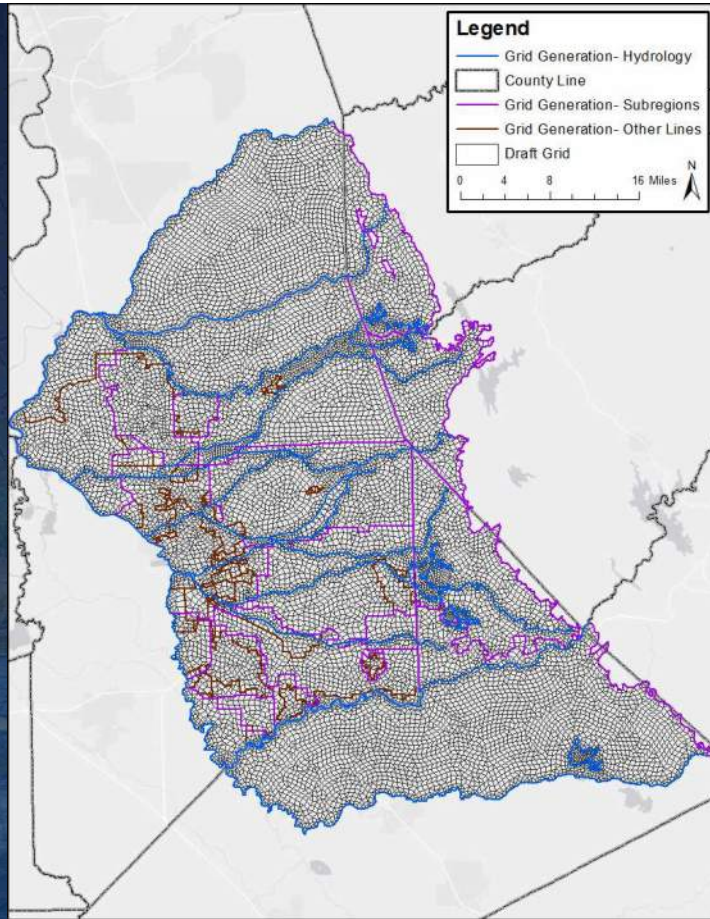 Legend
Grid Generation- Hydrology
County Line
Grid Generation- Subregions
Grid Generation- Other Lines
Draft Grid
N
0 4 8 16 Miles